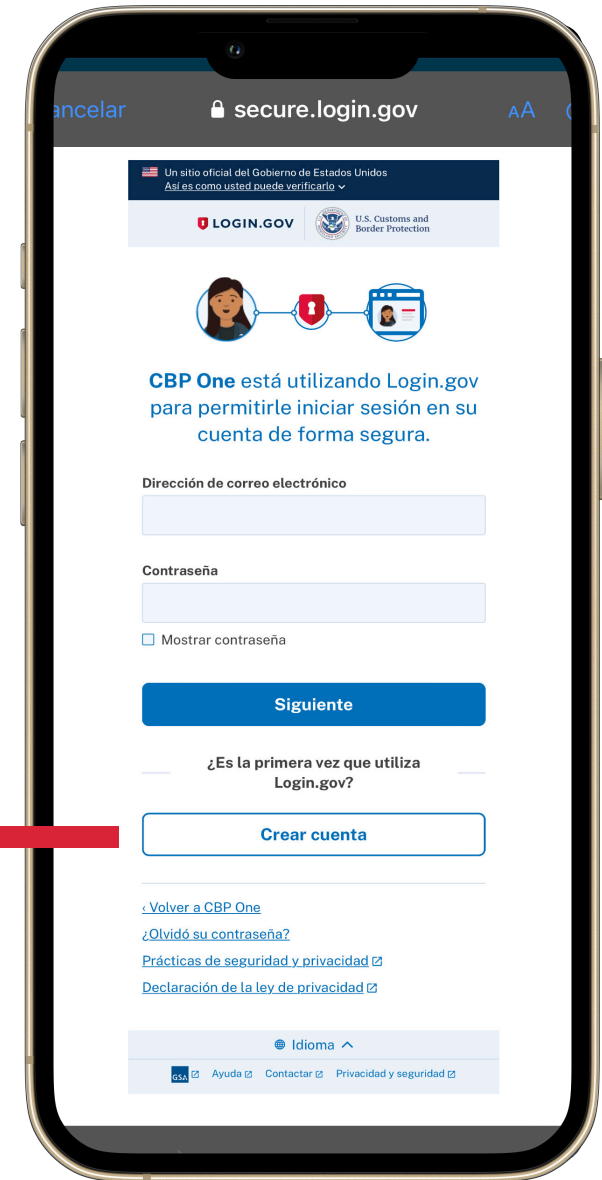 ancelar
secure.login.gov
AA
Un sitio oficial del Gobierno de Estados Unidos
Así es como usted puede verificarlo
LOGIN.GOV
U.S. Customs and
Border Protection
CBP One está utilizando Login.gov
para permitirle iniciar sesión en su
cuenta de forma segura.
Dirección de correo electrónico
Contraseña
Mostrar contraseña
Siguiente
¿Es la primera vez que utiliza
Login.gov?
Crear cuenta
‹ Volver a CBP One
¿Olvidó su contraseña?
Prácticas de seguridad y privacidad
Declaración de la ley de privacidad
Idioma
GSA Ayuda Contactar Privacidad y seguridad